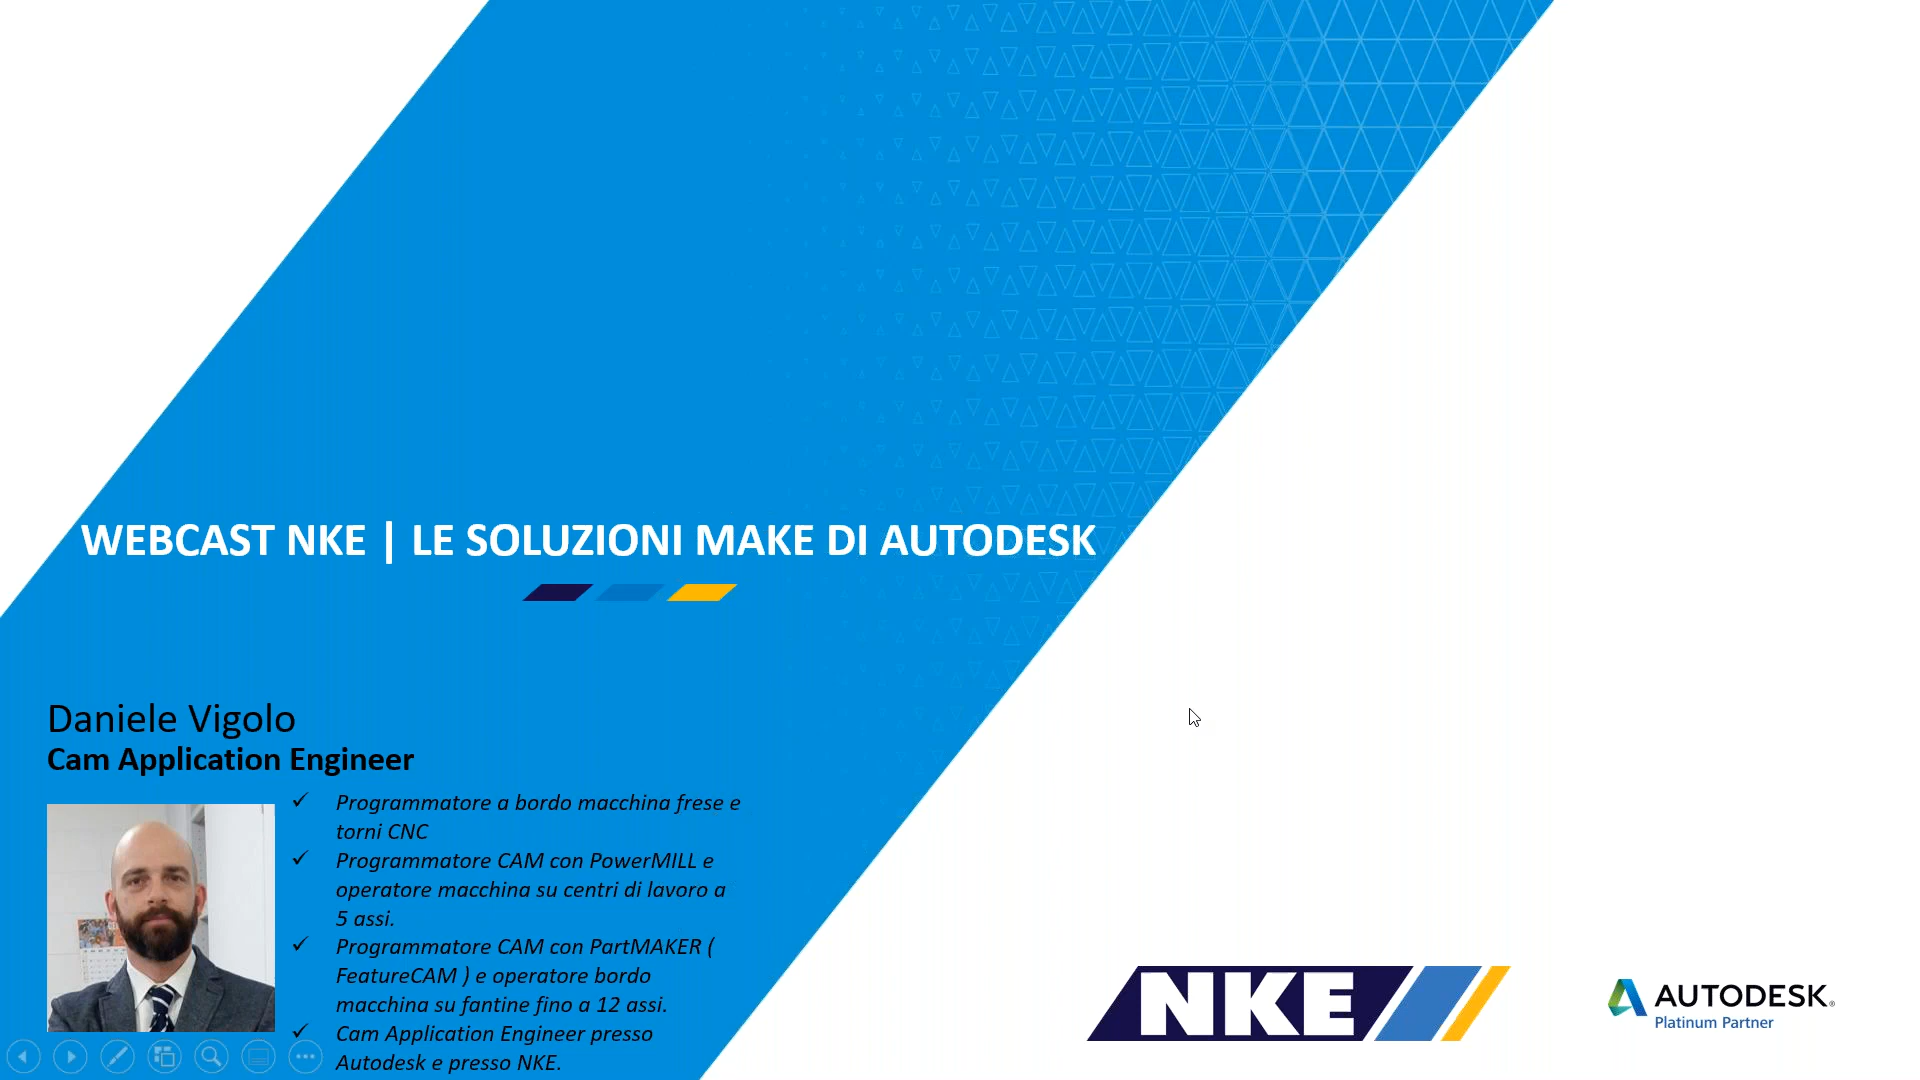 WEBCAST NKE | LE SOLUZIONI MAKE DI AUTODESK
Daniele Vigolo
Cam Application Engineer
✓ Programmatore a bordo macchina frese e
torni CNC
✓ Programmatore CAM con PowerMILL e
operatore macchina su centri di lavoro a
5 assi.
✓ Programmatore CAM con PartMAKER (
FeatureCAM ) e operatore bordo
macchina su fantine fino a 12 assi.
✓ Cam Application Engineer presso
Autodesk e presso NKE.
NKE
AUTODESK®
Platinum Partner